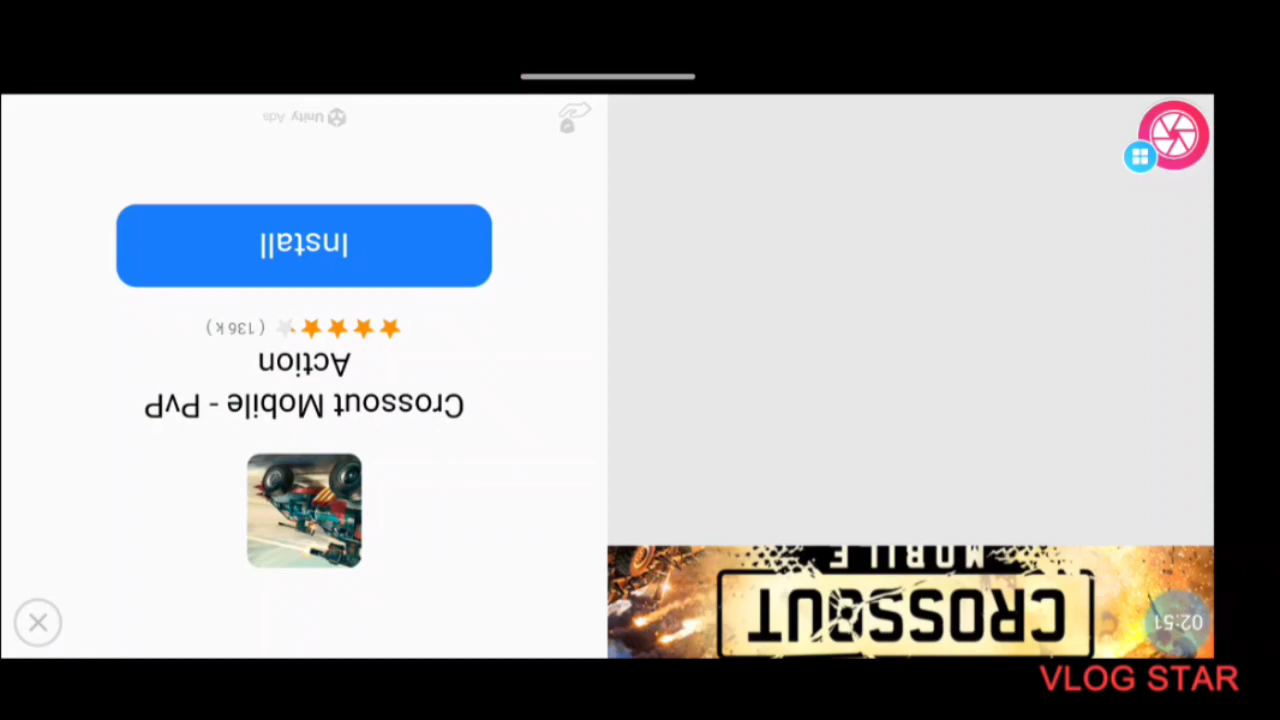 CROSSOUT
MOBILE
02:51
Crossout Mobile - PvP
Action
( 136 k )
Install
Unity Ads
VLOG STAR